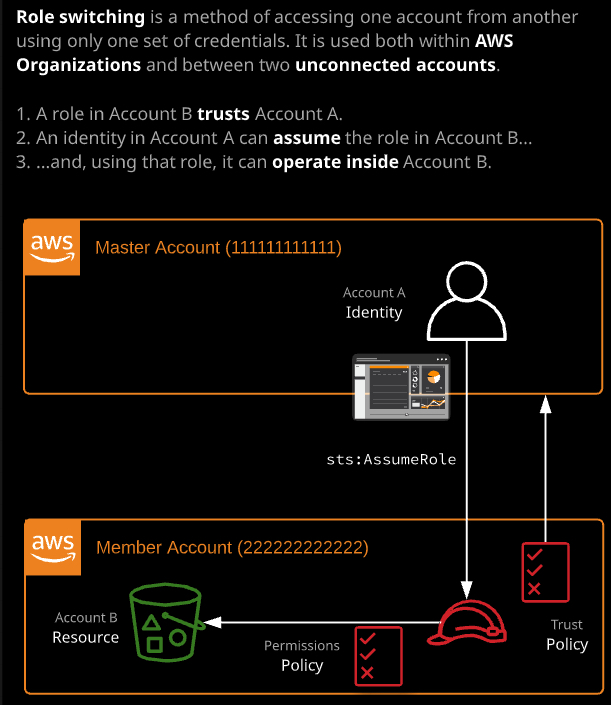 Role switching is a method of accessing one account from another
using only one set of credentials. It is used both within AWS
Organizations and between two unconnected accounts.
1. A role in Account B trusts Account A.
2. An identity in Account A can assume the role in Account B...
3. ...and, using that role, it can operate inside Account B.
aws
Master Account (111111111111)
Account A
Identity
sts:AssumeRole
aws
Member Account (222222222222)
Account B
Resource
Permissions
Policy
Trust
Policy